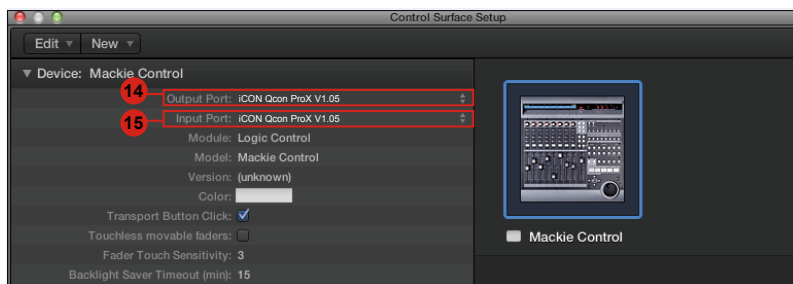 Control Surface Setup
Edit New
Device: Mackie Control
14
Output Port: iCON Qcon ProX V1.05
15
Input Port: iCON Qcon ProX V1.05
Module: Logic Control
Model: Mackie Control
Version: (unknown)
Color:
Transport Button Click:
Touchless movable faders:
Fader Touch Sensitivity: 3
Backlight Saver Timeout (min): 15
Mackie Control